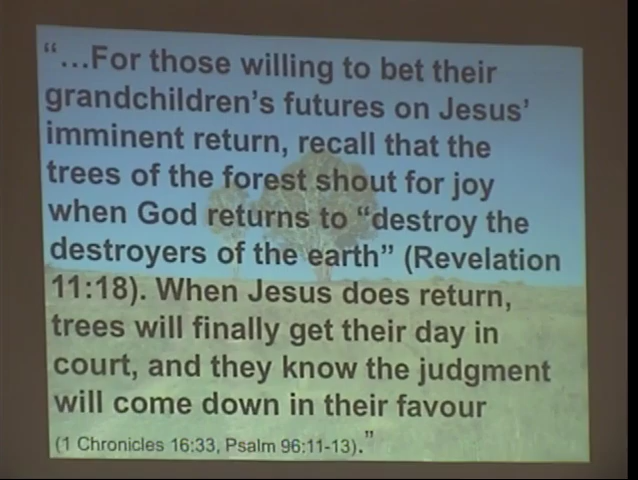 “…For those willing to bet their
grandchildren’s futures on Jesus’
imminent return, recall that the
trees of the forest shout for joy
when God returns to “destroy the
destroyers of the earth” (Revelation
11:18). When Jesus does return,
trees will finally get their day in
court, and they know the judgment
will come down in their favour
(1 Chronicles 16:33, Psalm 96:11-13).”